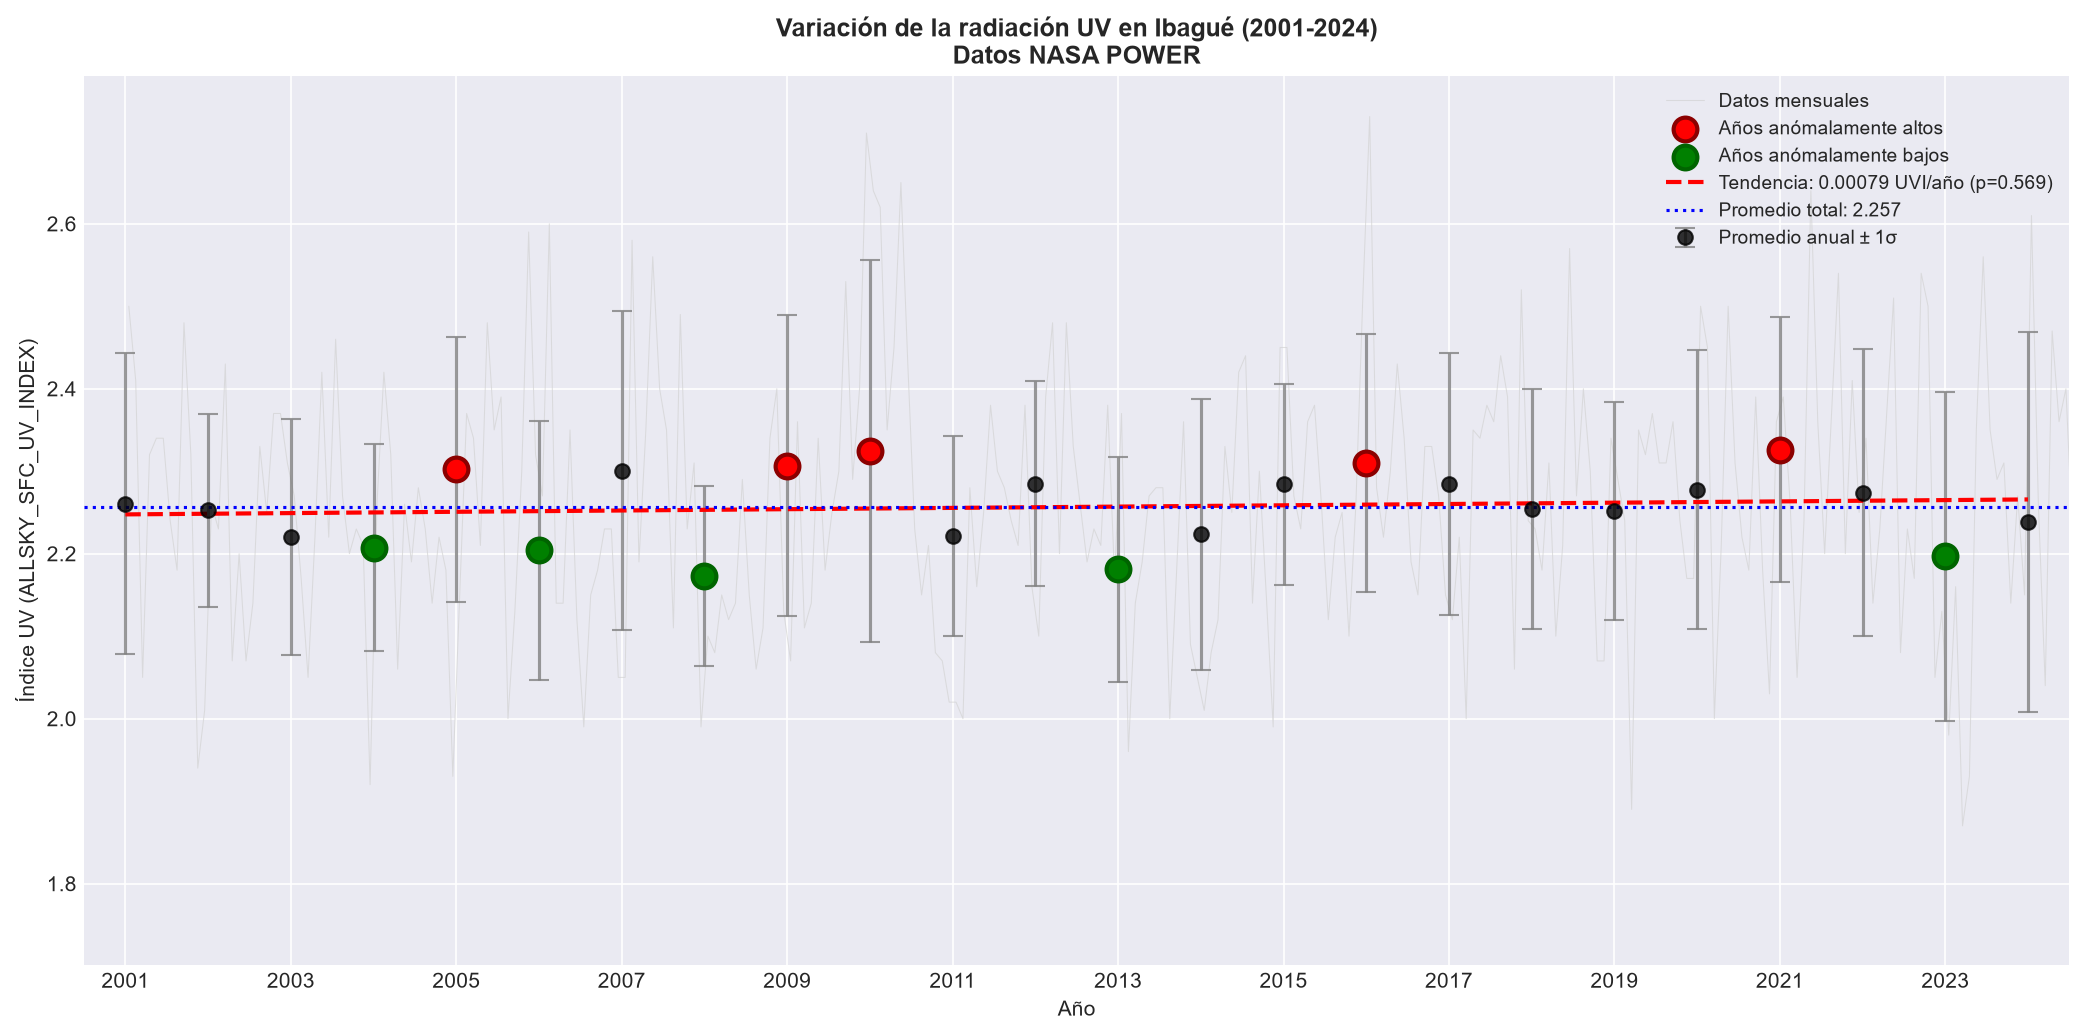 Variación de la radiación UV en Ibagué (2001-2024)
Datos NASA POWER
Datos mensuales
Años anómalamente altos
Años anómalamente bajos
Tendencia: 0.00079 UVI/año (p=0.569)
Promedio total: 2.257
Promedio anual ± 1σ
Índice UV (ALLSKY_SFC_UV_INDEX)
2.6
2.4
2.2
2.0
1.8
2001 2003 2005 2007 2009 2011 2013 2015 2017 2019 2021 2023
Año